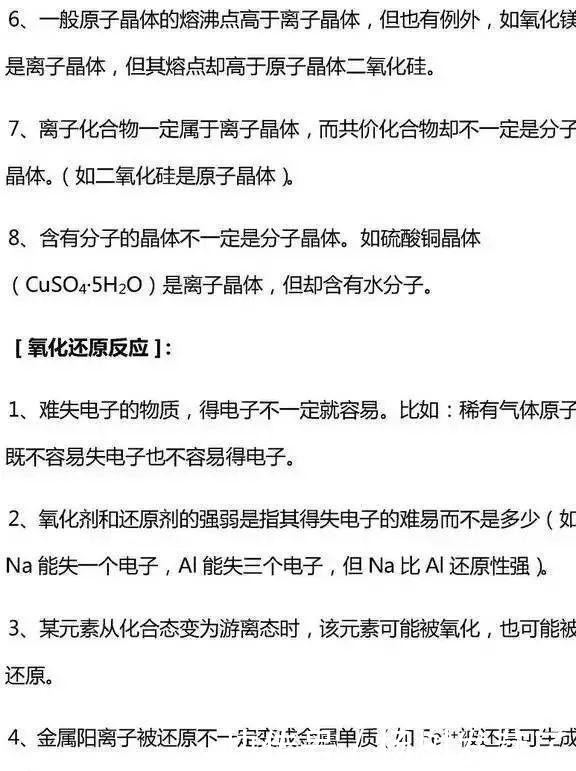 6、一般原子晶体的熔沸点高于离子晶体，但也有例外，如氧化镁
是离子晶体，但其熔点却高于原子晶体二氧化硅。
7、离子化合物一定属于离子晶体，而共价化合物却不一定是分子
晶体。（如二氧化硅是原子晶体）。
8、含有分子的晶体不一定是分子晶体。如硫酸铜晶体
（CuSO₄·5H₂O）是离子晶体，但却含有水分子。
[ 氧化还原反应 ]：
1、难失电子的物质，得电子不一定就容易。比如：稀有气体原子
既不容易失电子也不容易得电子。
2、氧化剂和还原剂的强弱是指其得失电子的难易而不是多少（如
Na 能失一个电子，Al 能失三个电子，但 Na 比 Al 还原性强）。
3、某元素从化合态变为游离态时，该元素可能被氧化，也可能被
还原。
4、金属阳离子被还原不一定变成金属单质